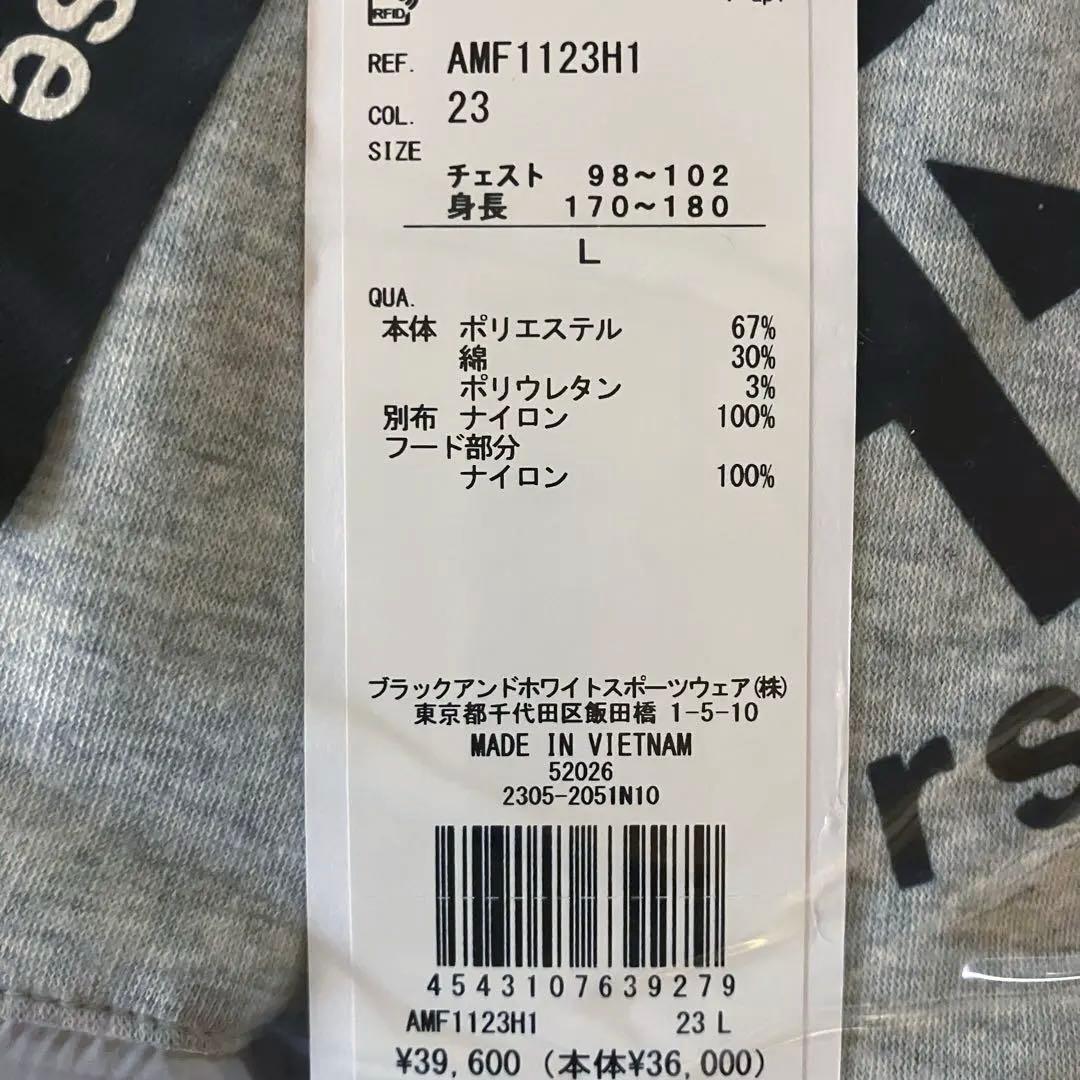 se
RFID
REF. AMF1123H1
COL. 23
SIZE
チェスト 98～102
身長 170～180
L
QUA.
本体 ポリエステル 67%
綿 30%
ポリウレタン 3%
別布 ナイロン 100%
フード部分
ナイロン 100%
rs
ブラックアンドホワイトスポーツウェア(株)
東京都千代田区飯田橋 1-5-10
MADE IN VIETNAM
52026
2305-2051N10
4543107639279
AMF1123H1 23 L
¥39,600 (本体¥36,000)